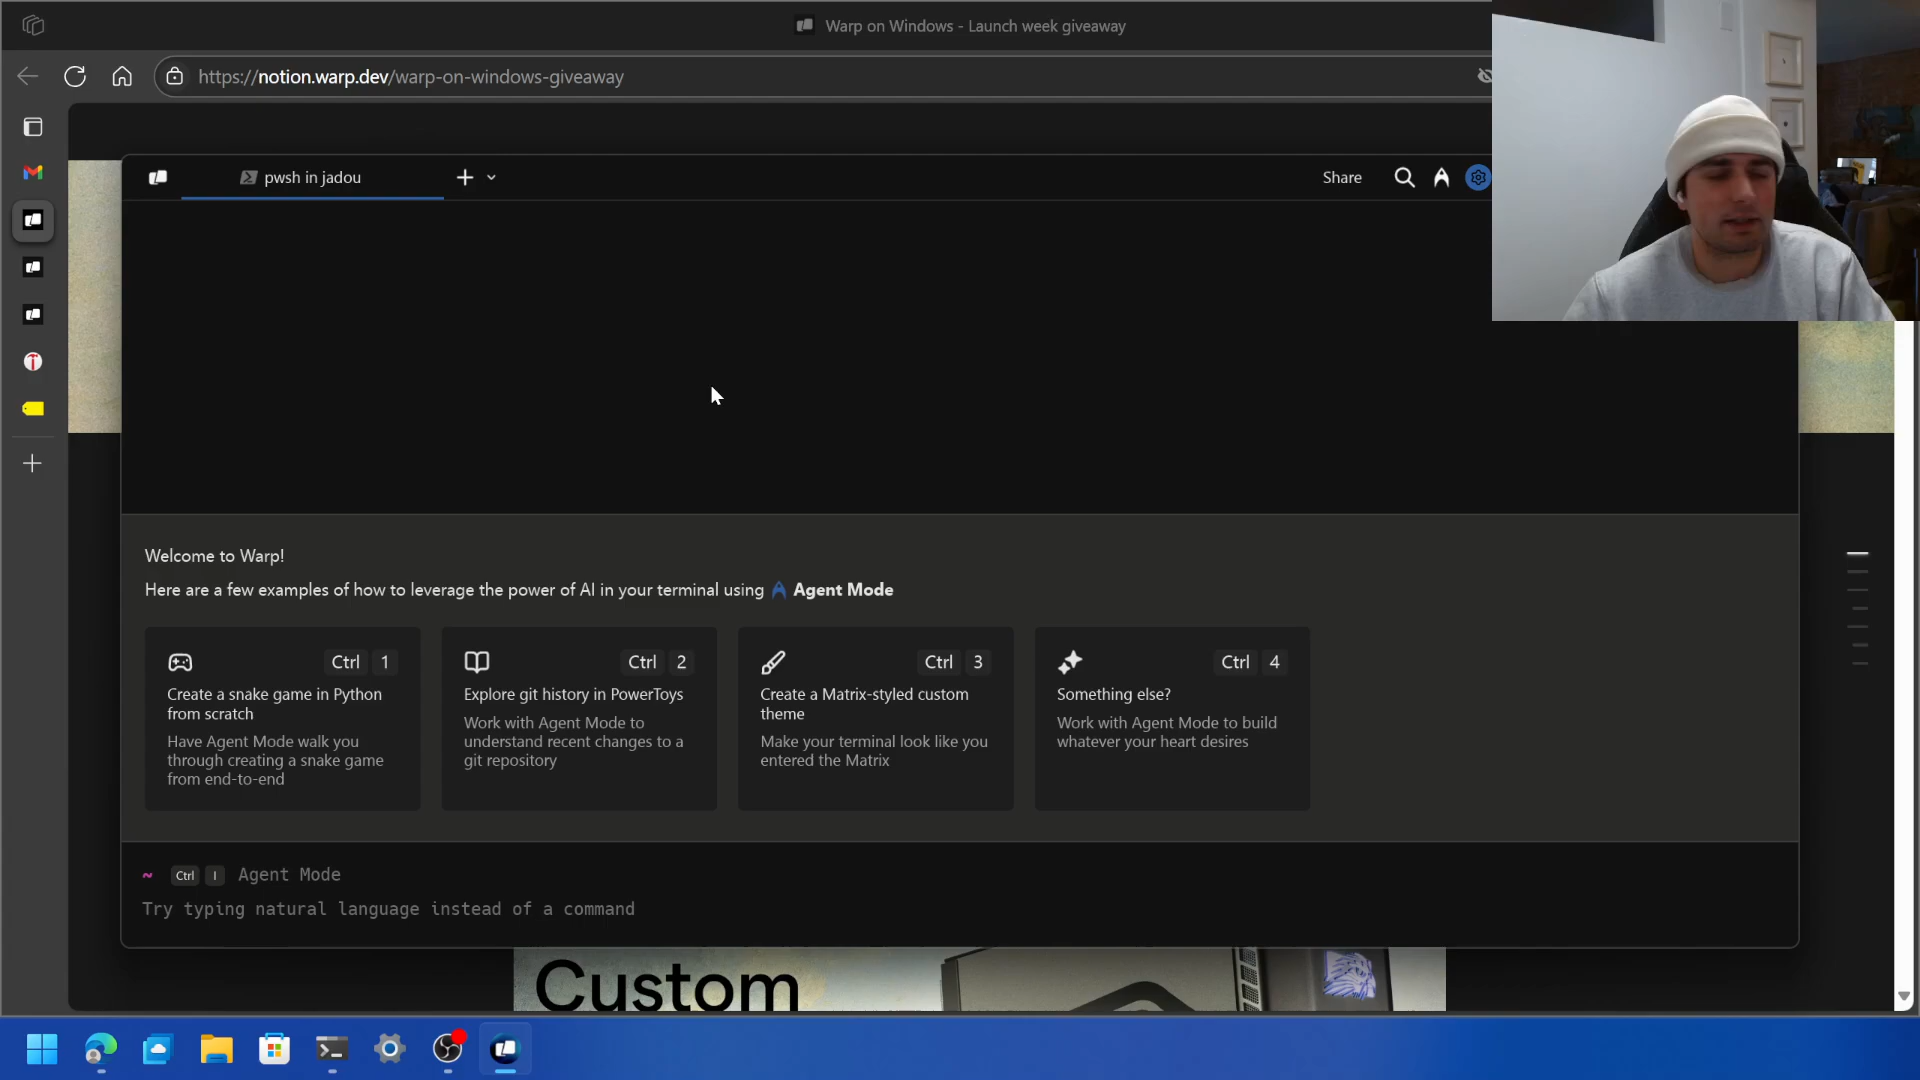 Warp on Windows - Launch week giveaway
https://notion.warp.dev/warp-on-windows-giveaway
pwsh in jadou
Share
Welcome to Warp!
Here are a few examples of how to leverage the power of AI in your terminal using Agent Mode
Ctrl 1
Create a snake game in Python
from scratch
Have Agent Mode walk you
through creating a snake game
from end-to-end
Ctrl 2
Explore git history in PowerToys
Work with Agent Mode to
understand recent changes to a
git repository
Ctrl 3
Create a Matrix-styled custom
theme
Make your terminal look like you
entered the Matrix
Ctrl 4
Something else?
Work with Agent Mode to build
whatever your heart desires
~ Ctrl I Agent Mode
Try typing natural language instead of a command
Custom